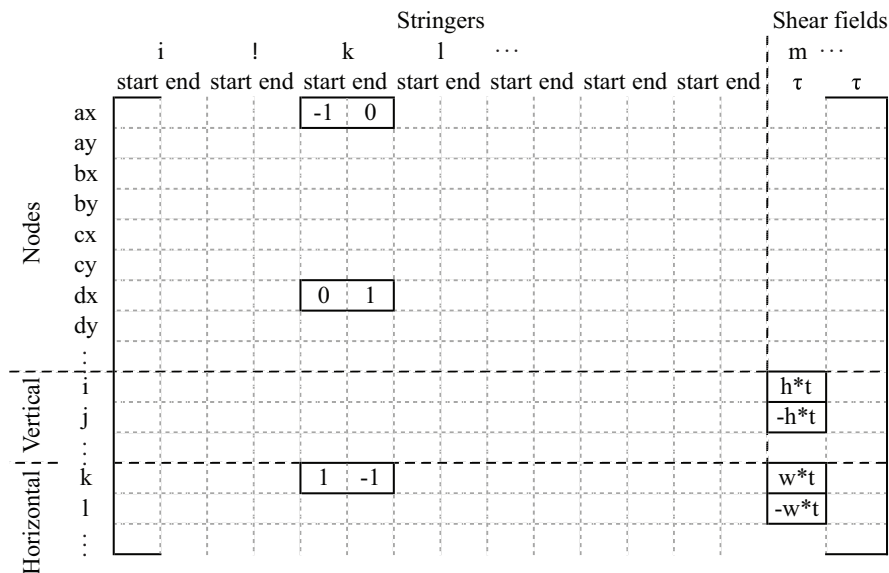 Stringers Shear fields
i ! k l ⋯ m ⋯
start end start end start end start end start end start end start end τ τ
Nodes
ax -1 0
ay
bx
by
cx
cy
dx 0 1
dy
⋮
Vertical
i h*t
j -h*t
⋮
Horizontal
k 1 -1 w*t
l -w*t
⋮